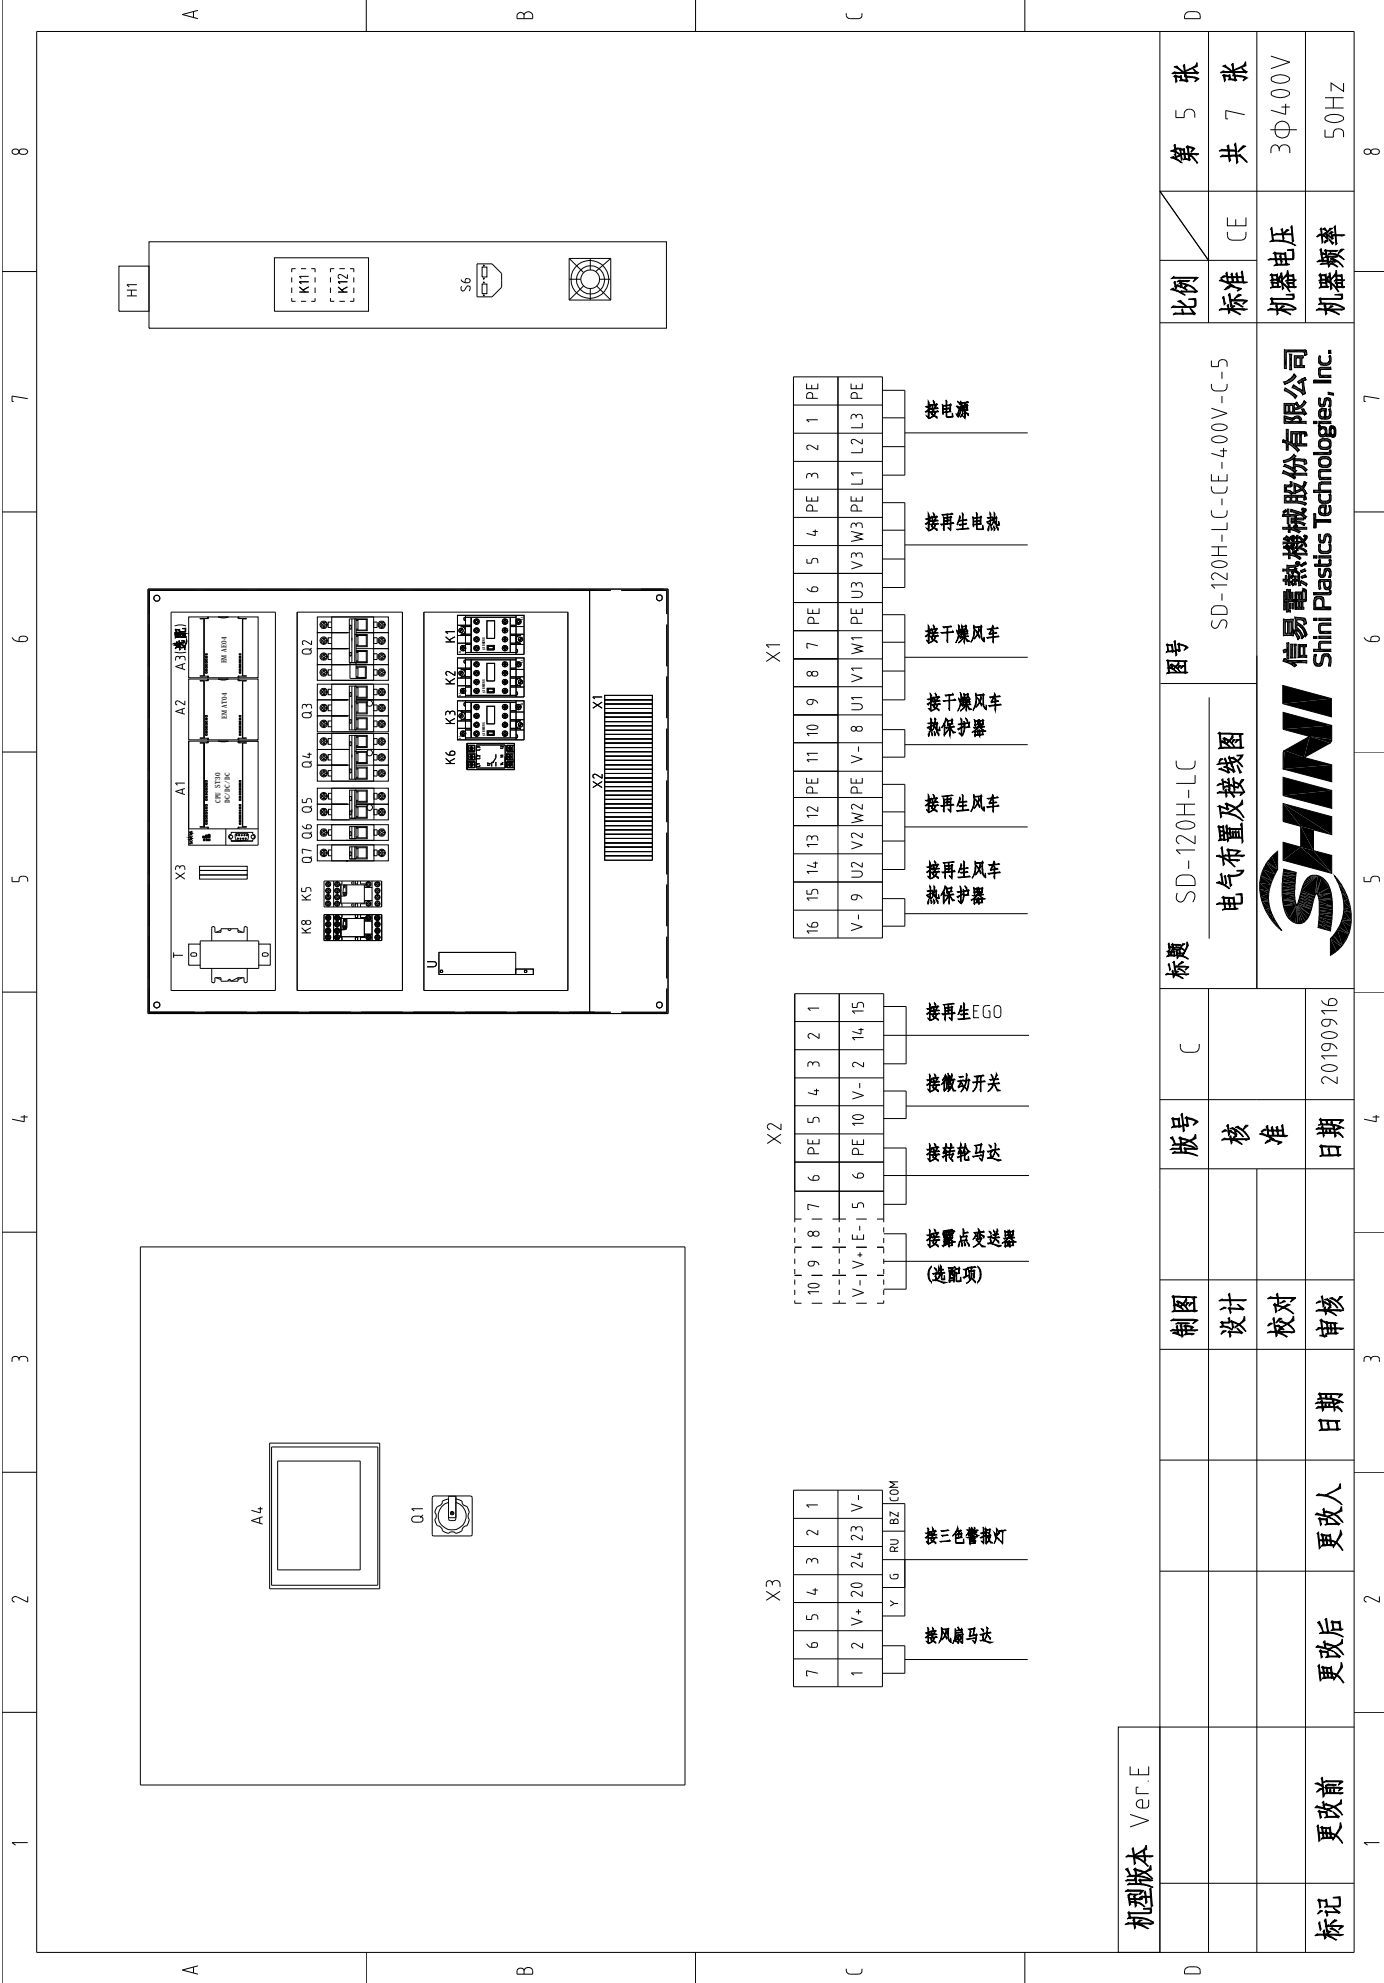 1
2
3
4
5
6
7
8
A
B
C
D
A4
Q1
T
X3
A1
A2
A3(选配)
CPU ST30
DC/DC/DC
EM AT04
EM AE04
K8
K5
Q7
Q6
Q5
Q4
Q3
Q2
U
K6
K3
K2
K1
X2
X1
H1
K11
K12
S6
X3
7 6 5 4 3 2 1
1 2 V+ 20 24 23 V-
Y G RU BZ COM
接风扇马达
接三色警报灯
X2
10 9 8 7 6 PE 5 4 3 2 1
V- V+ E- 5 6 PE 10 V- 2 14 15
接露点变送器
(选配项)
接转轮马达
接微动开关
接再生EGO
X1
16 15 14 13 12 PE 11 10 9 8 7 PE 6 5 4 PE 3 2 1 PE
V- 9 U2 V2 W2 PE V- 8 U1 V1 W1 PE U3 V3 W3 PE L1 L2 L3 PE
接再生风车
热保护器
接再生风车
接干燥风车
热保护器
接干燥风车
接再生电热
接电源
机型版本 Ver.E
标记
更改前
更改后
更改人
日期
制图
设计
校对
审核
版号 C
核
准
日期 20190916
标题
SD-120H-LC
电气布置及接线图
图号
SD-120H-LC-CE-400V-C-5
SHINI
信易電熱機械股份有限公司
Shini Plastics Technologies, Inc.
比例
第 5 张
标准 CE
共 7 张
机器电压 3Φ400V
机器频率 50Hz
A
B
C
D
1
2
3
4
5
6
7
8